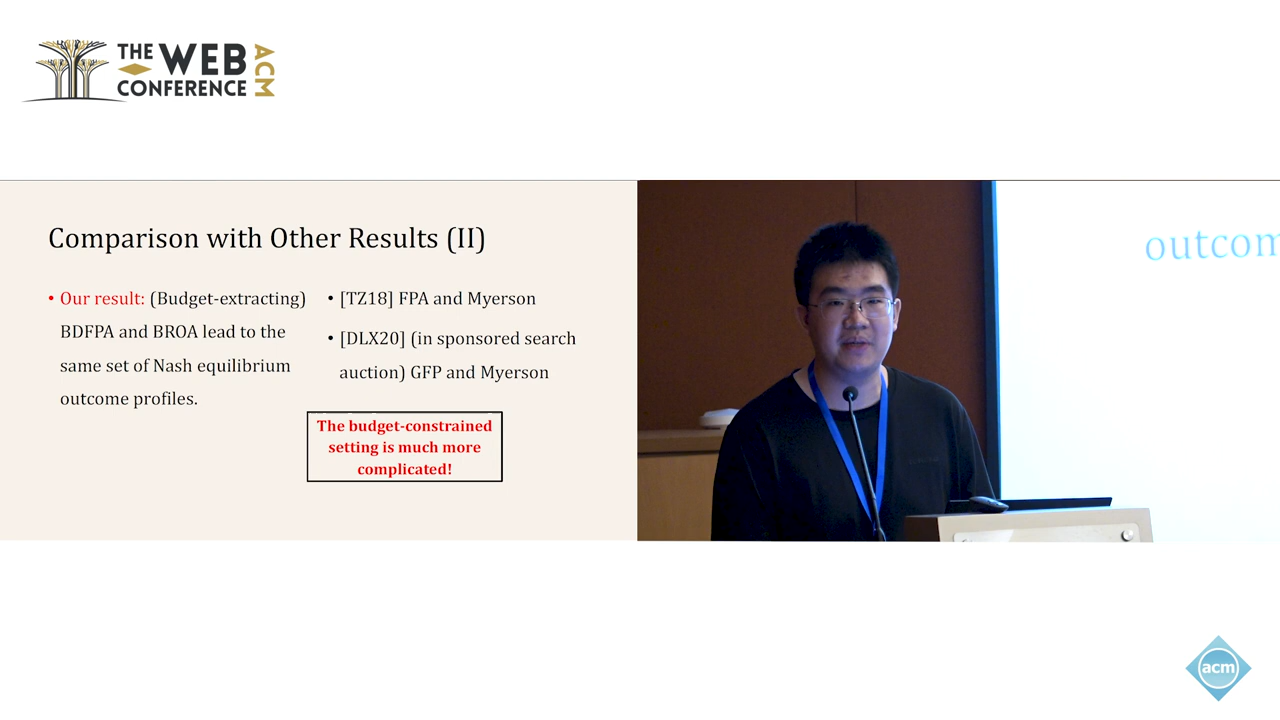 THE WEB
CONFERENCE
ACM
Comparison with Other Results (II)
• Our result: (Budget-extracting)
BDFPA and BROA lead to the
same set of Nash equilibrium
outcome profiles.
• [TZ18] FPA and Myerson
• [DLX20] (in sponsored search
auction) GFP and Myerson
The budget-constrained
setting is much more
complicated!
outcom
acm